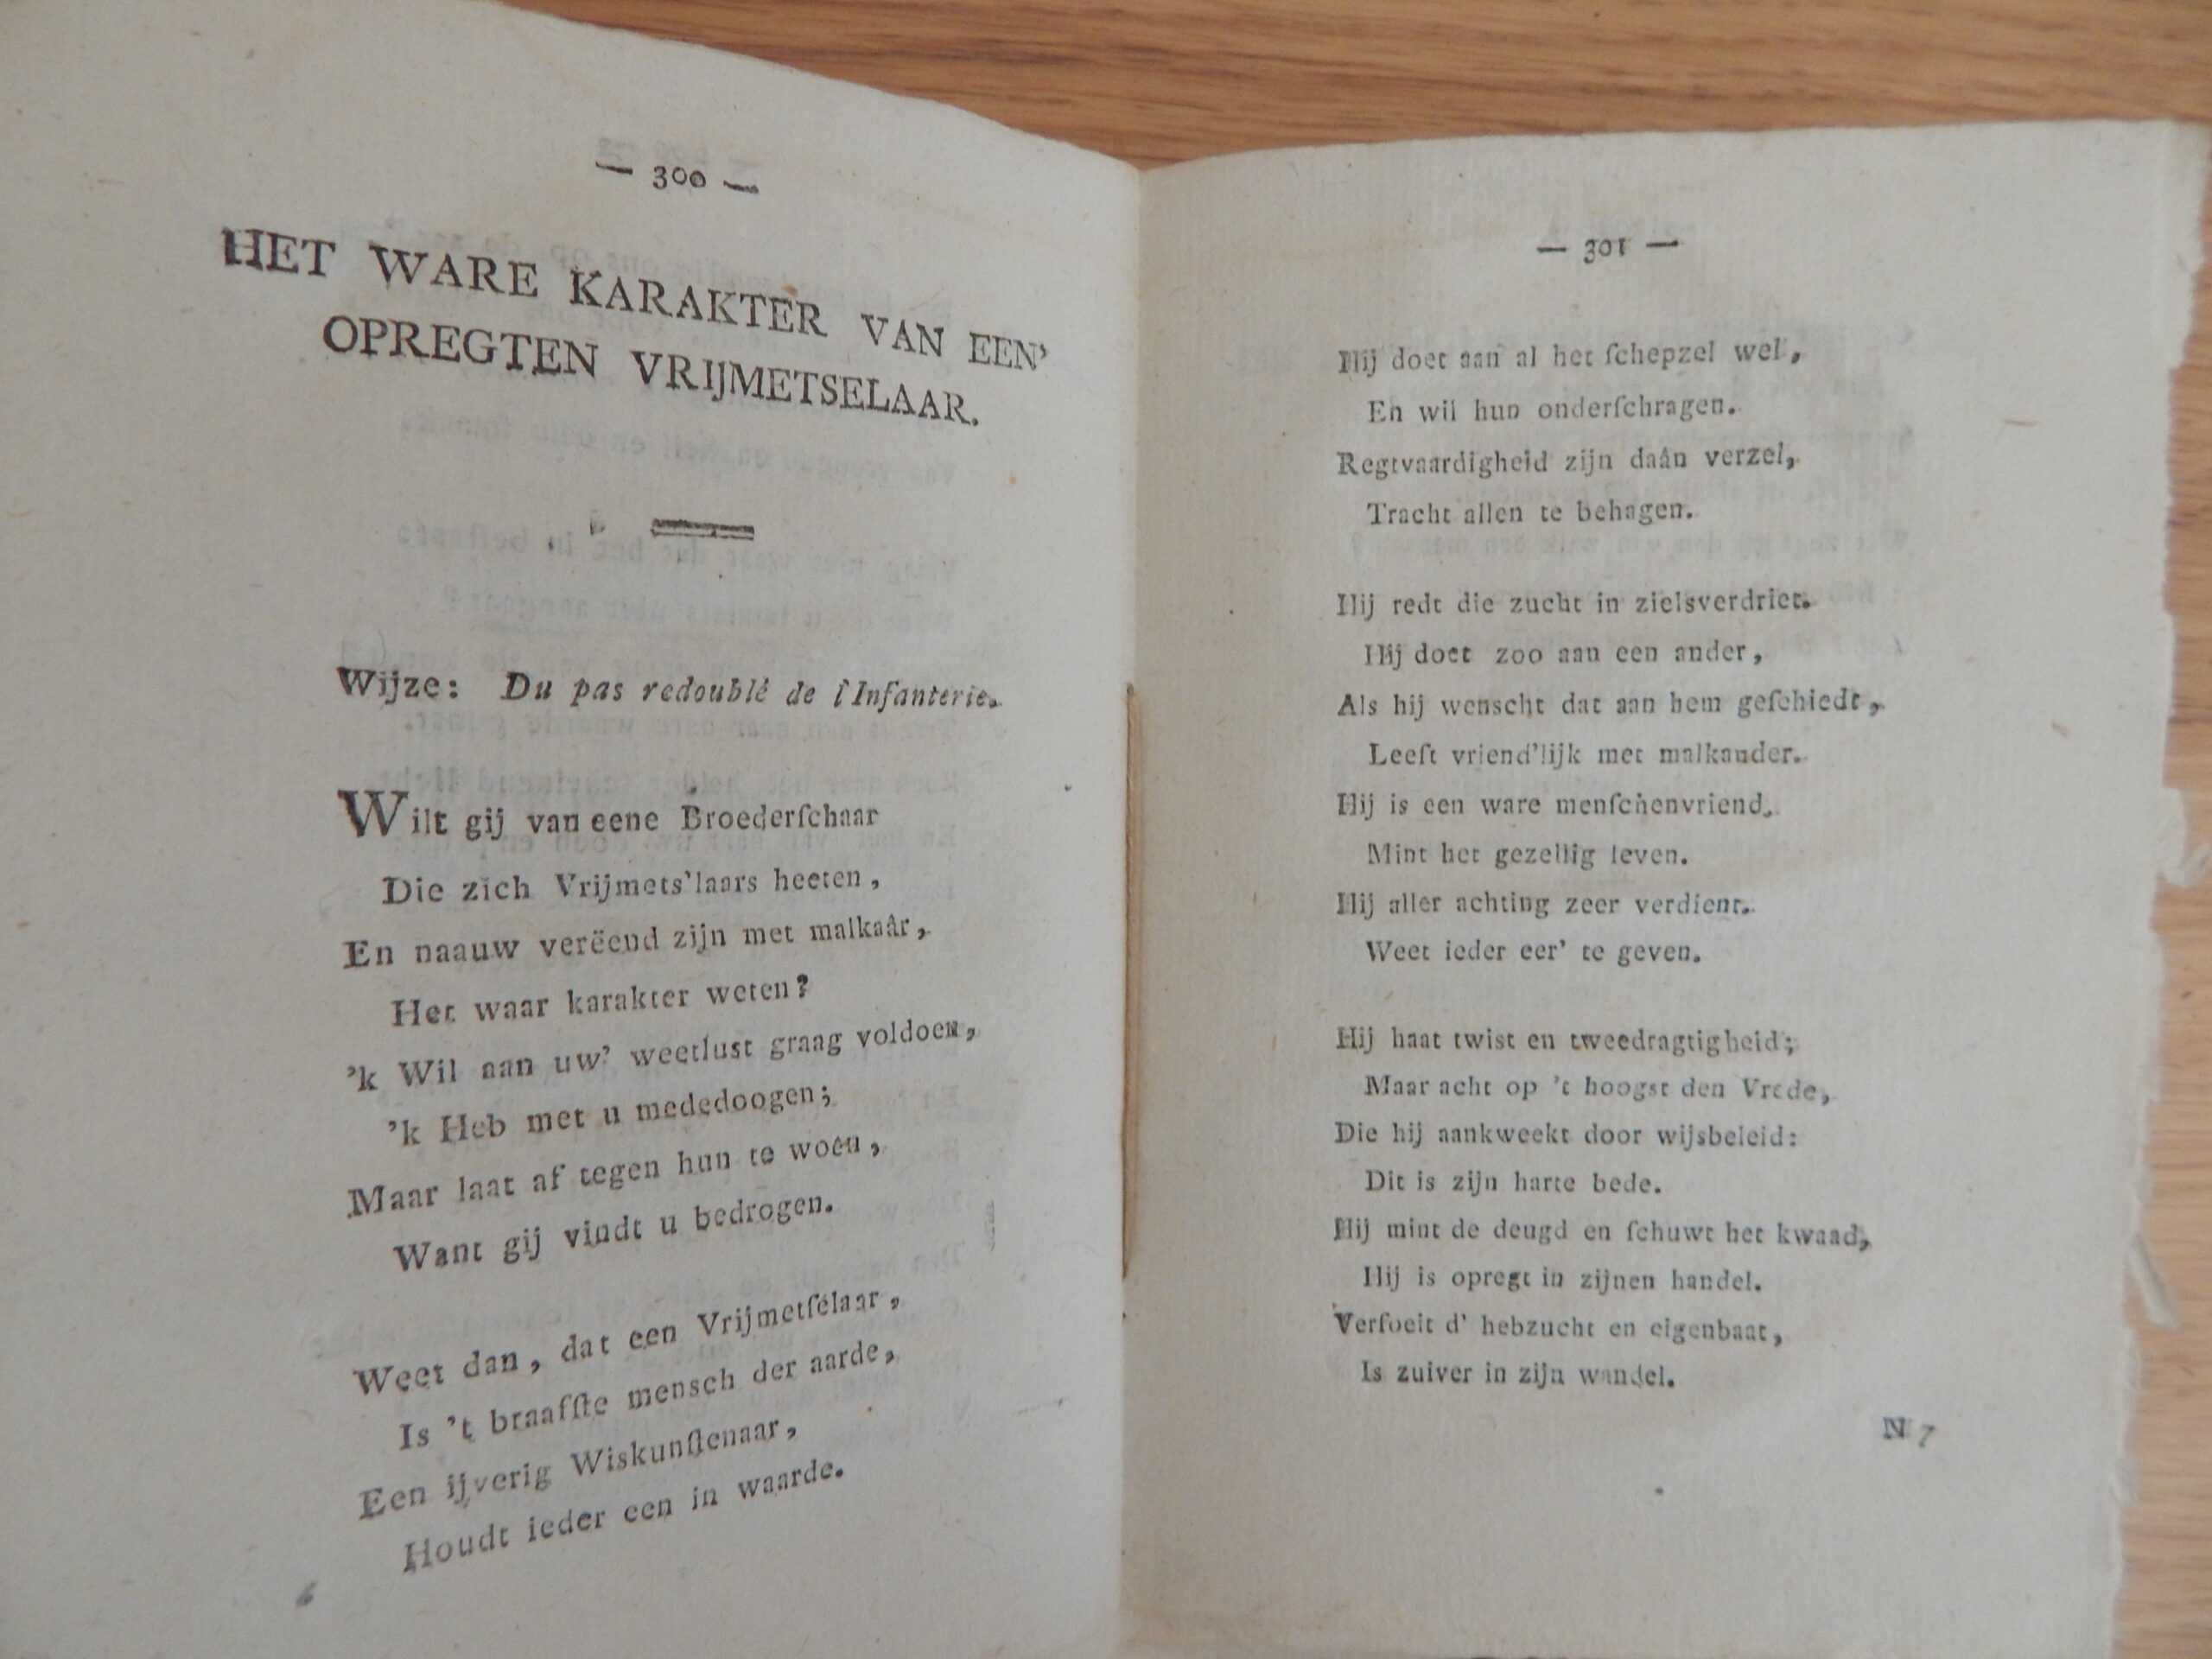 — 300 —
HET WARE KARAKTER VAN EEN'
OPREGTEN VRIJMETSELAAR.
Wijze: Du pas redoublé de l'Infanterie.
Wilt gij van eene Broederſchaar
Die zich Vrijmets'laars heeten,
En naauw verëend zijn met malkaâr,
Het waar karakter weten?
'k Wil aan uw' weetlust graag voldoen,
'k Heb met u mededoogen;
Maar laat af tegen hun te woên,
Want gij vindt u bedrogen.
Weet dan, dat een Vrijmetſelaar,
Is 't braafſte mensch der aarde,
Een ijverig Wiskunſtenaar,
Houdt ieder een in waarde.
— 301 —
Hij doet aan al het ſchepzel wel,
En wil hun onderſchragen.
Regtvaardigheid zijn daân verzel,
Tracht allen te behagen.
Hij redt die zucht in zielsverdriet.
Hij doet zoo aan een ander,
Als hij wenscht dat aan hem geſchiedt,
Leeft vriend'lijk met malkander.
Hij is een ware menſchenvriend,
Mint het gezellig leven.
Hij aller achting zeer verdient.
Weet ieder eer' te geven.
Hij haat twist en tweedragtigheid;
Maar acht op 't hoogst den Vrede,
Die hij aankweekt door wijsbeleid:
Dit is zijn harte bede.
Hij mint de deugd en ſchuwt het kwaad,
Hij is opregt in zijnen handel.
Verfoeit d' hebzucht en eigenbaat,
Is zuiver in zijn wandel.
N 7